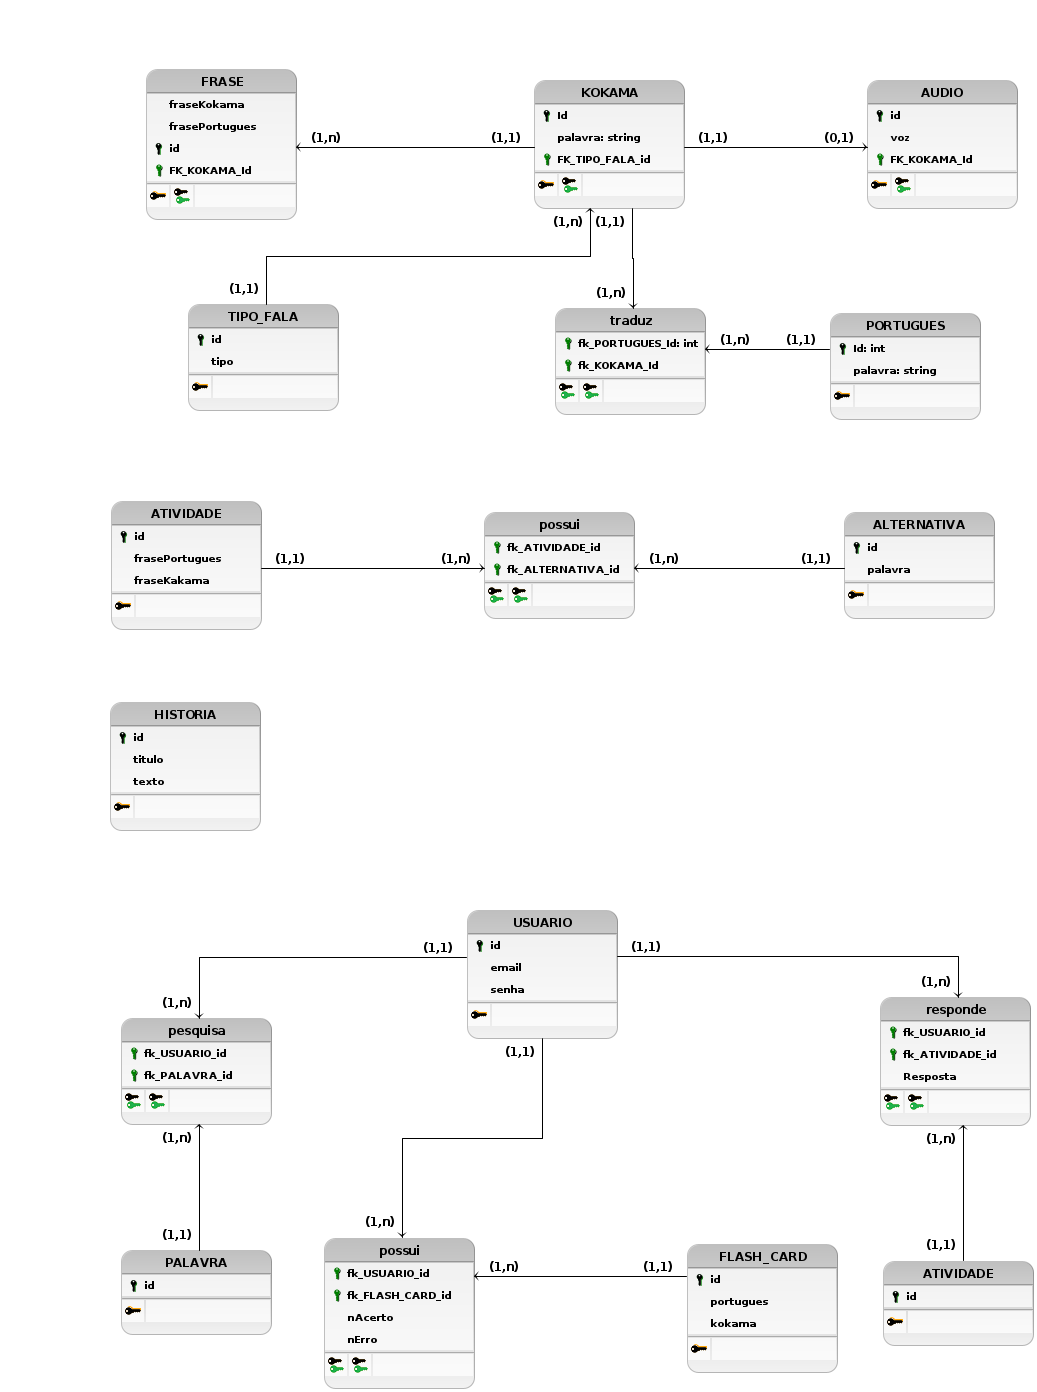 FRASE
fraseKokama
frasePortugues
id
FK_KOKAMA_Id
(1,n)
(1,1)
KOKAMA
Id
palavra: string
FK_TIPO_FALA_id
(1,1)
(0,1)
AUDIO
id
voz
FK_KOKAMA_Id
(1,n)
(1,1)
(1,1)
(1,n)
TIPO_FALA
id
tipo
traduz
fk_PORTUGUES_Id: int
fk_KOKAMA_Id
(1,n)
(1,1)
PORTUGUES
Id: int
palavra: string
ATIVIDADE
id
frasePortugues
fraseKakama
(1,1)
(1,n)
possui
fk_ATIVIDADE_id
fk_ALTERNATIVA_id
(1,n)
(1,1)
ALTERNATIVA
id
palavra
HISTORIA
id
titulo
texto
USUARIO
id
email
senha
(1,1)
(1,1)
(1,n)
(1,n)
pesquisa
fk_USUARIO_id
fk_PALAVRA_id
responde
fk_USUARIO_id
fk_ATIVIDADE_id
Resposta
(1,1)
(1,n)
(1,n)
(1,1)
(1,n)
(1,1)
PALAVRA
id
possui
fk_USUARIO_id
fk_FLASH_CARD_id
nAcerto
nErro
(1,n)
(1,1)
FLASH_CARD
id
portugues
kokama
ATIVIDADE
id